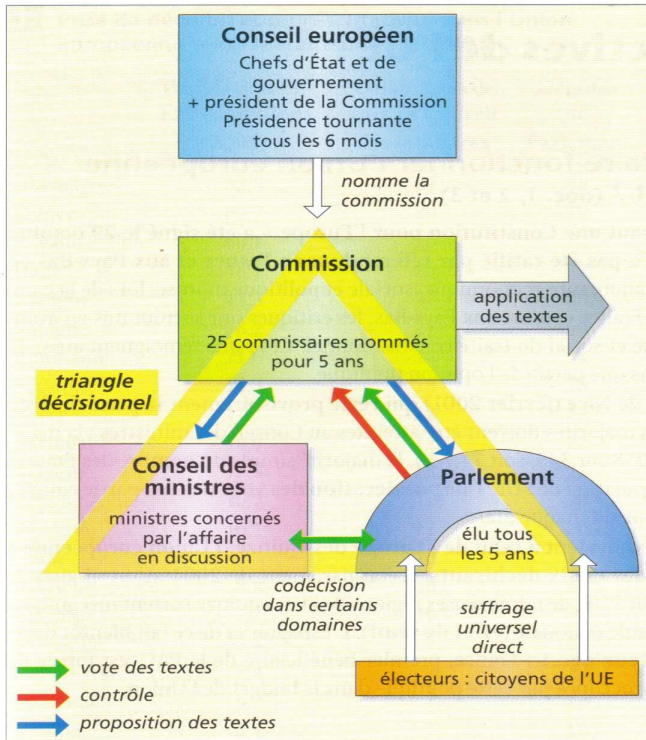 Conseil européen
Chefs d'État et de
gouvernement
+ président de la Commission
Présidence tournante
tous les 6 mois
nomme la
commission
Commission
25 commissaires nommés
pour 5 ans
application
des textes
triangle
décisionnel
Conseil des
ministres
ministres concernés
par l'affaire
en discussion
Parlement
élu tous
les 5 ans
codécision
dans certains
domaines
suffrage
universel
direct
électeurs : citoyens de l'UE
vote des textes
contrôle
proposition des textes